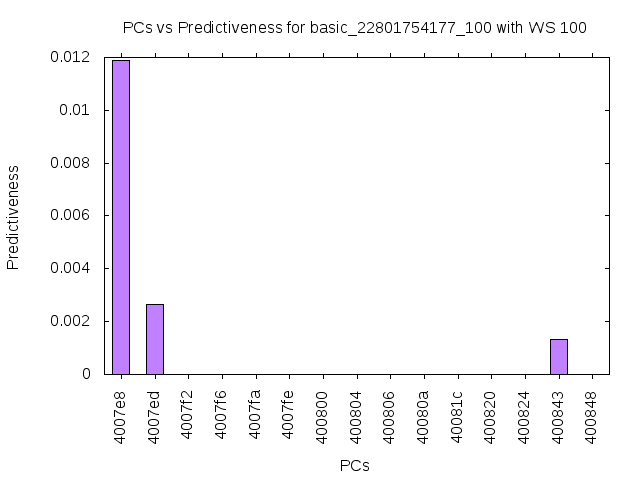 PCs vs Predictiveness for basic_22801754177_100 with WS 100
Predictiveness
0.012
0.01
0.008
0.006
0.004
0.002
0
4007e8
4007ed
4007f2
4007f6
4007fa
4007fe
400800
400804
400806
40080a
40081c
400820
400824
400843
400848
PCs